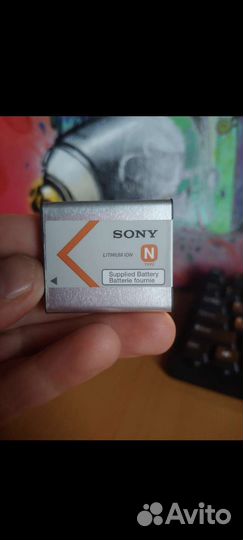 SONY
LITHIUM ION N TYPE
Supplied Battery
Batterie fournie
Avito